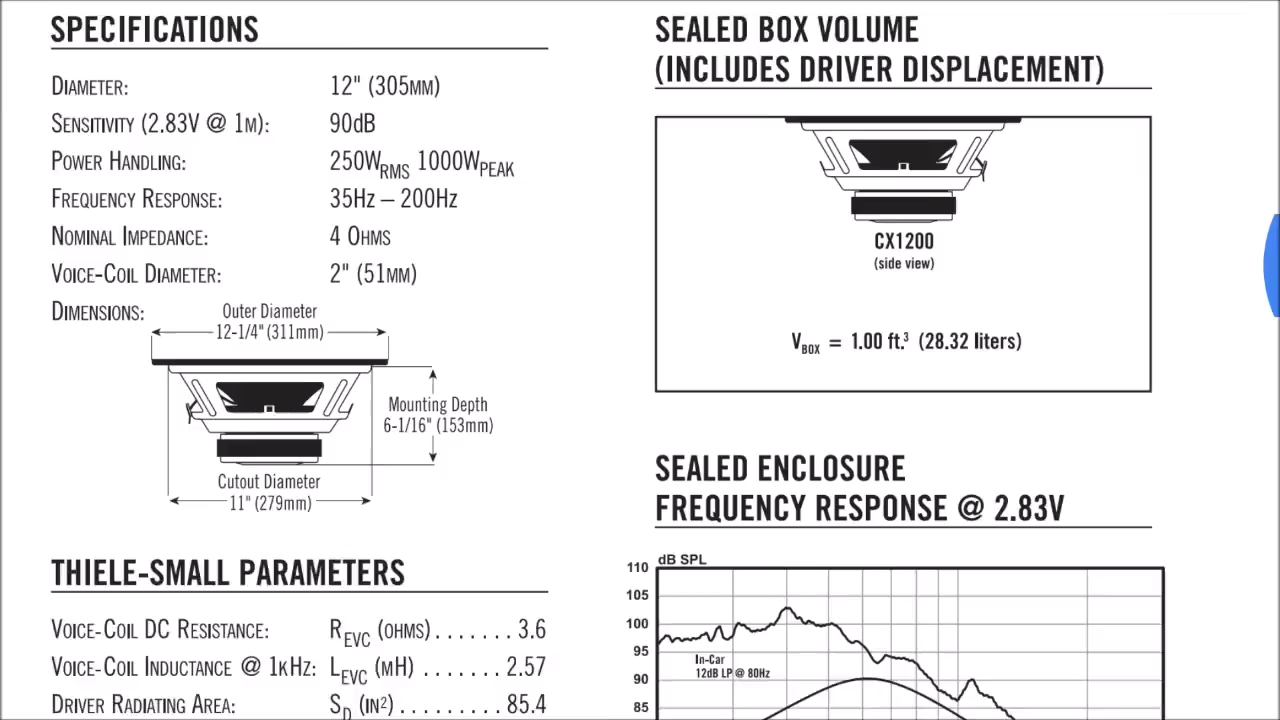 SPECIFICATIONS
DIAMETER: 12" (305MM)
SENSITIVITY (2.83V @ 1M): 90dB
POWER HANDLING: 250WRMS 1000WPEAK
FREQUENCY RESPONSE: 35Hz – 200Hz
NOMINAL IMPEDANCE: 4 OHMS
VOICE-COIL DIAMETER: 2" (51MM)
DIMENSIONS:
Outer Diameter
12-1/4" (311mm)
Mounting Depth
6-1/16" (153mm)
Cutout Diameter
11" (279mm)
THIELE-SMALL PARAMETERS
VOICE-COIL DC RESISTANCE: REVC (OHMS) . . . . . . . 3.6
VOICE-COIL INDUCTANCE @ 1KHZ: LEVC (MH) . . . . . . . 2.57
DRIVER RADIATING AREA: SD (IN²) . . . . . . . . . 85.4
SEALED BOX VOLUME
(INCLUDES DRIVER DISPLACEMENT)
CX1200
(side view)
VBOX = 1.00 ft.³ (28.32 liters)
SEALED ENCLOSURE
FREQUENCY RESPONSE @ 2.83V
dB SPL
110
105
100
95
In-Car
12dB LP @ 80Hz
90
85